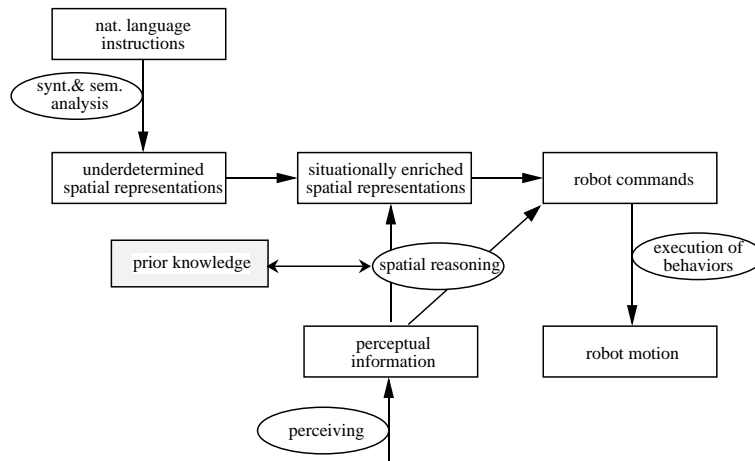 nat. language
instructions
synt.& sem.
analysis
underdetermined
spatial representations
situationally enriched
spatial representations
robot commands
prior knowledge
spatial reasoning
execution of
behaviors
perceptual
information
robot motion
perceiving